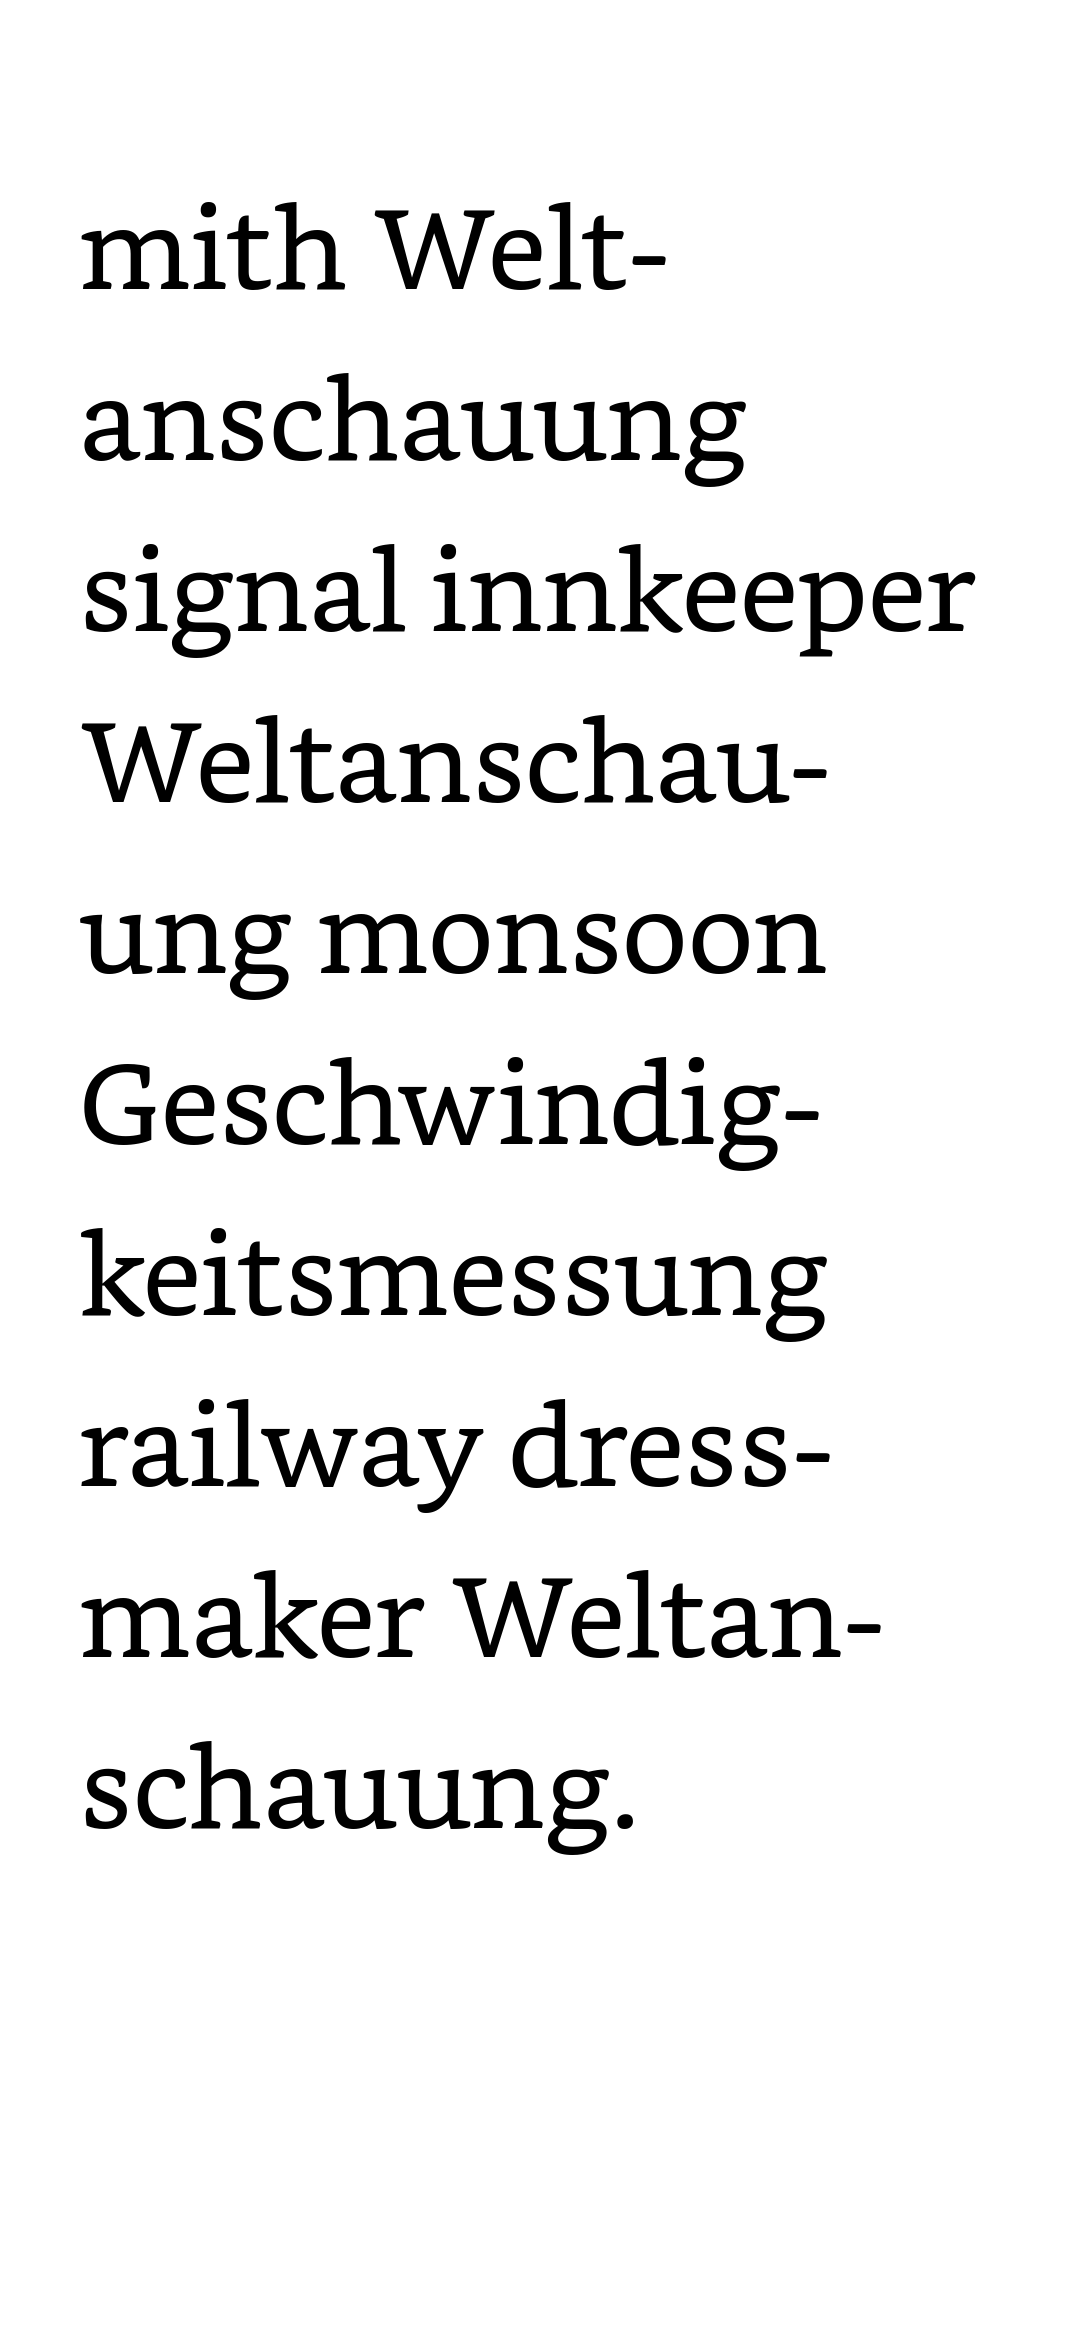 mith Welt-
anschauung
signal innkeeper
Weltanschau-
ung monsoon
Geschwindig-
keitsmessung
railway dress-
maker Weltan-
schauung.